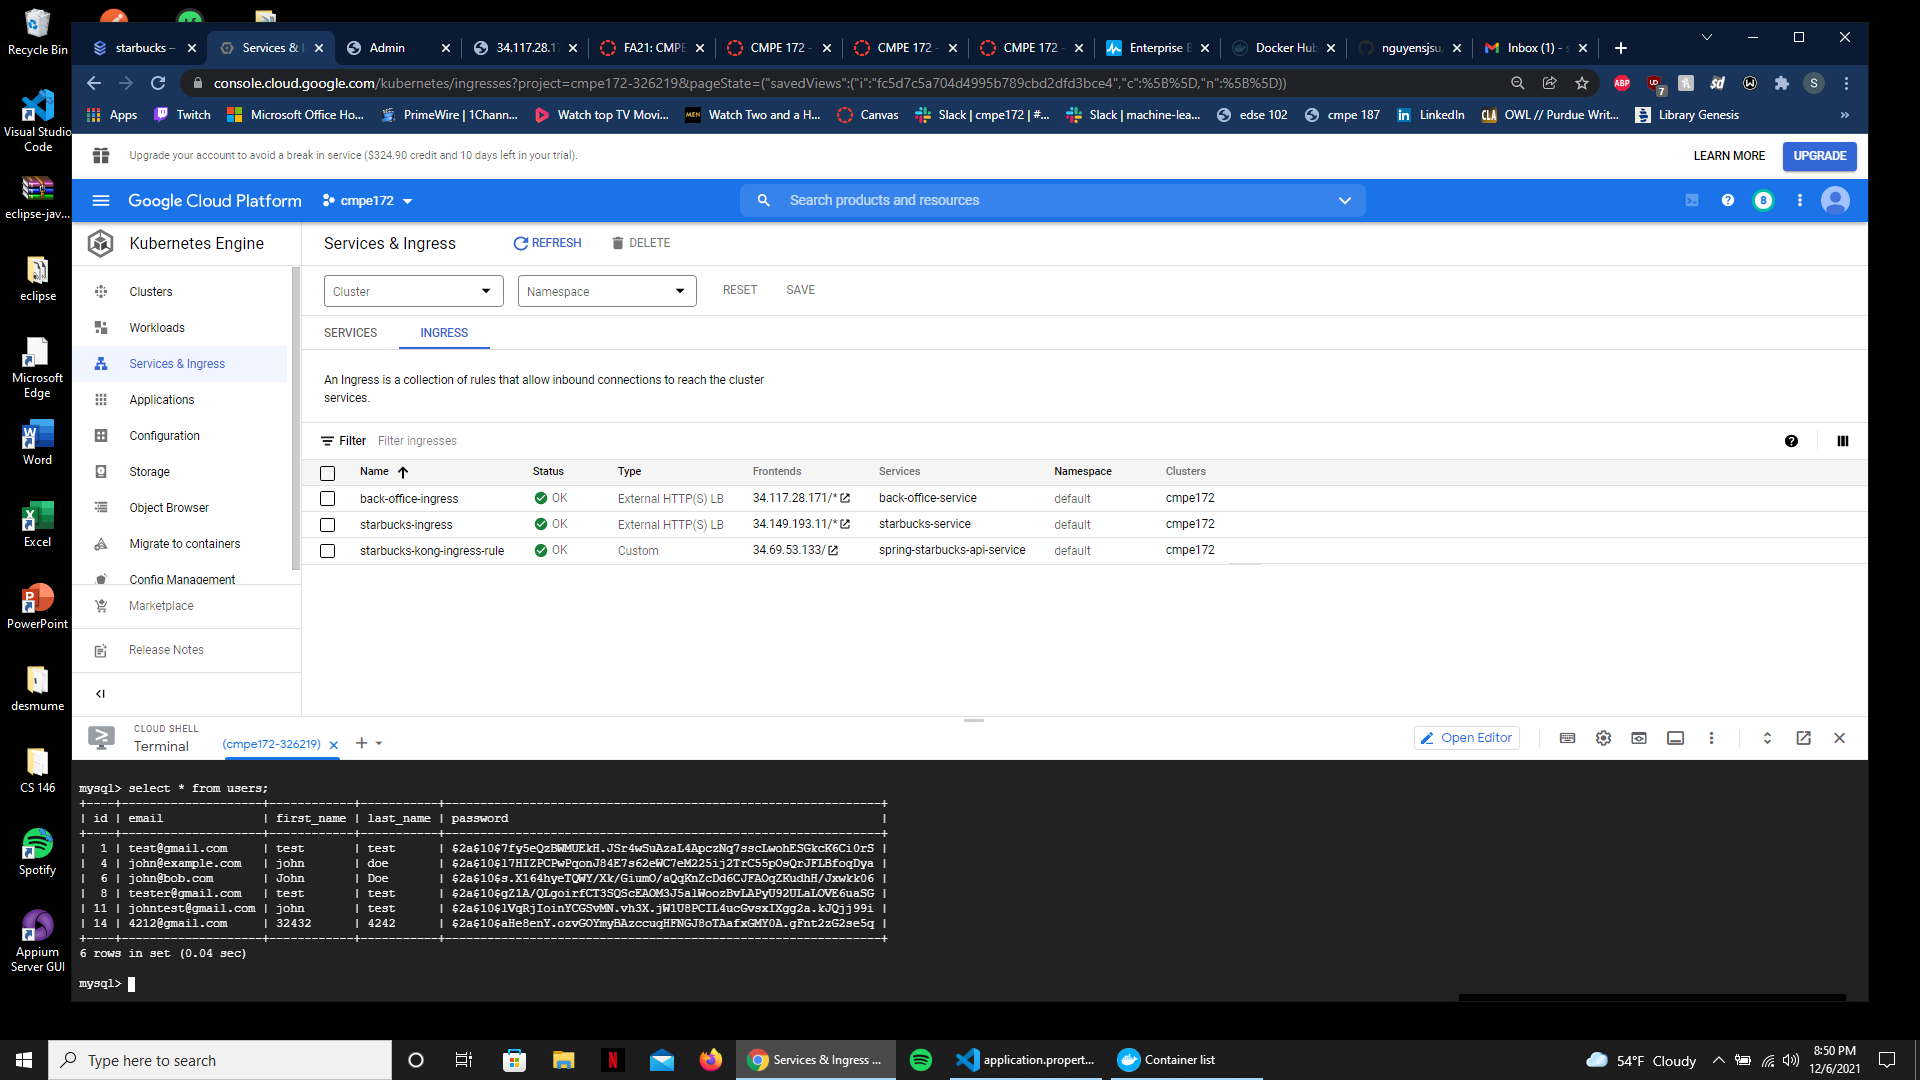 Recycle Bin
Visual Studio
Code
eclipse-jav...
eclipse
Microsoft
Edge
Word
Excel
PowerPoint
desmume
CS 146
Spotify
Appium
Server GUI
starbucks –
Services & I
Admin
34.117.28.17
FA21: CMPE
CMPE 172 -
CMPE 172 -
CMPE 172 -
Enterprise B
Docker Hub
nguyensjsu/
Inbox (1) - s
console.cloud.google.com/kubernetes/ingresses?project=cmpe172-326219&pageState=("savedViews":("i":"fc5d7c5a704d4995b789cbd2dfd3bce4","c":%5B%5D,"n":%5B%5D))
ABP
7
S
Apps
Twitch
Microsoft Office Ho...
PrimeWire | 1Chann...
Watch top TV Movi...
Watch Two and a H...
Canvas
Slack | cmpe172 | #...
Slack | machine-lea...
edse 102
cmpe 187
LinkedIn
OWL // Purdue Writ...
Library Genesis
»
Upgrade your account to avoid a break in service ($324.90 credit and 10 days left in your trial).
LEARN MORE
UPGRADE
Google Cloud Platform
cmpe172
Search products and resources
8
Kubernetes Engine
Services & Ingress
REFRESH
DELETE
Clusters
Workloads
Services & Ingress
Applications
Configuration
Storage
Object Browser
Migrate to containers
Config Management
Marketplace
Release Notes
Cluster
Namespace
RESET
SAVE
SERVICES
INGRESS
An Ingress is a collection of rules that allow inbound connections to reach the cluster
services.
Filter Filter ingresses
Name Status Type Frontends Services Namespace Clusters
back-office-ingress OK External HTTP(S) LB 34.117.28.171/* back-office-service default cmpe172
starbucks-ingress OK External HTTP(S) LB 34.149.193.11/* starbucks-service default cmpe172
starbucks-kong-ingress-rule OK Custom 34.69.53.133/ spring-starbucks-api-service default cmpe172
CLOUD SHELL
Terminal
(cmpe172-326219)
Open Editor
mysql> select * from users;
| id | email | first_name | last_name | password |
| 1 | test@gmail.com | test | test | $2a$10$7fy5eQzBWMUEkH.JSr4wSuAzaL4ApczNq7sscLwohESGkcK6Ci0rS |
| 4 | john@example.com | john | doe | $2a$10$l7HIZPCPwPqonJ84E7s62eWC7eM225ij2TrC55pOsQrJFLBfoqDya |
| 6 | john@bob.com | John | Doe | $2a$10$s.X164hyeTQWY/Xk/GiumO/aQqKnZcDd6CJFAOqZKudhH/Jxwkk06 |
| 8 | tester@gmail.com | test | test | $2a$10$gZ1A/QLgoirfCT3SQScEAOM3J5alWoozBvLAPyU92ULaLOVE6uaSG |
| 11 | johntest@gmail.com | john | test | $2a$10$lVqRjIoinYCGSvMN.vh3X.jW1U8PCIL4ucGvsxIXgg2a.kJQjj99i |
| 14 | 4212@gmail.com | 32432 | 4242 | $2a$10$aHe8enY.ozvGOYmyBAzccuqHFNGJ8oTAafxGMY0A.gFnt2zG2se5q |
6 rows in set (0.04 sec)
mysql>
Type here to search
Services & Ingress ...
application.propert...
Container list
54°F Cloudy
8:50 PM
12/6/2021